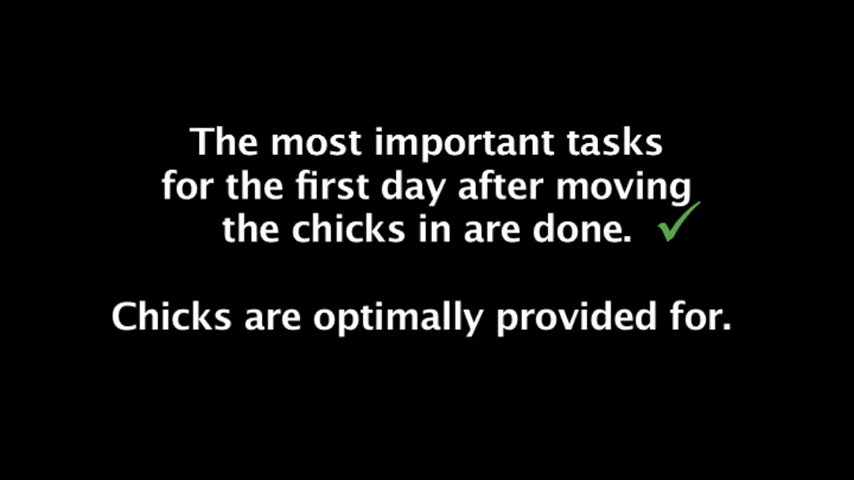 The most important tasks
for the first day after moving
the chicks in are done. ✓
Chicks are optimally provided for.